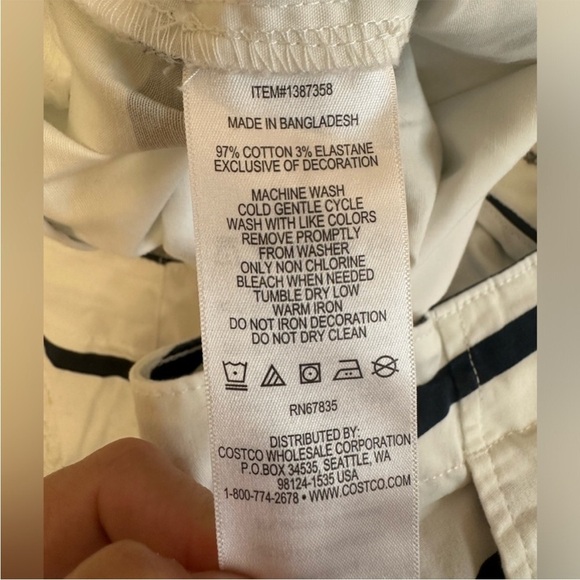 ITEM#1387358
MADE IN BANGLADESH
97% COTTON 3% ELASTANE
EXCLUSIVE OF DECORATION
MACHINE WASH
COLD GENTLE CYCLE
WASH WITH LIKE COLORS
REMOVE PROMPTLY
FROM WASHER
ONLY NON CHLORINE
BLEACH WHEN NEEDED
TUMBLE DRY LOW
WARM IRON
DO NOT IRON DECORATION
DO NOT DRY CLEAN
RN67835
DISTRIBUTED BY:
COSTCO WHOLESALE CORPORATION
P.O.BOX 34535, SEATTLE, WA
98124-1535 USA
1-800-774-2678 • WWW.COSTCO.COM